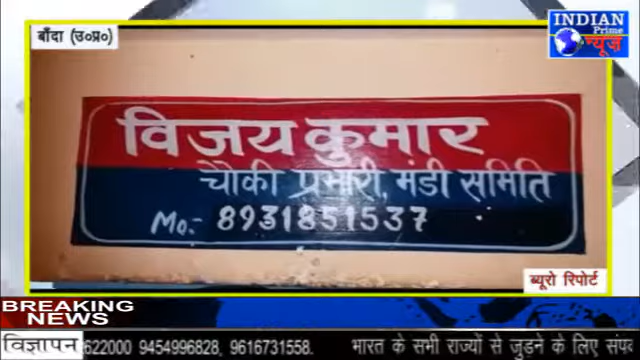 बाँदा (उ०प्र०)
INDIAN
Prime
न्यूज़
विजय कुमार
चौकी प्रभारी, मंडी समिति
Mo:- 8931851537
ब्यूरो रिपोर्ट
BREAKING
NEWS
विज्ञापन 622000 9454996828, 9616731558. भारत के सभी राज्यों से जुड़ने के लिए संपर्